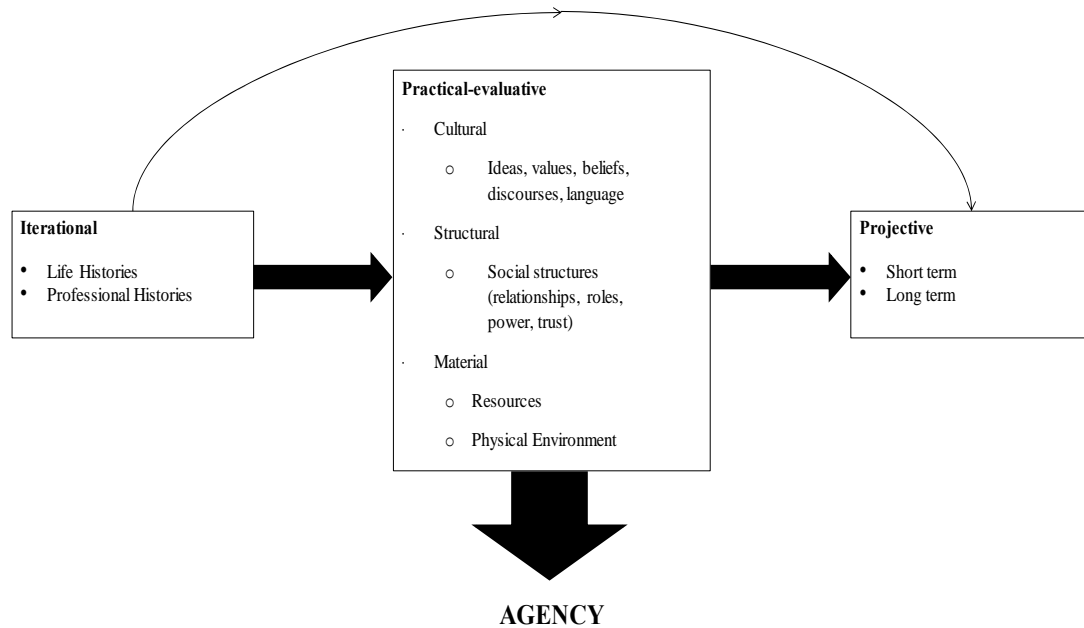 Iterational
• Life Histories
• Professional Histories
Practical-evaluative
· Cultural
o Ideas, values, beliefs,
discourses, language
· Structural
o Social structures
(relationships, roles,
power, trust)
· Material
o Resources
o Physical Environment
Projective
• Short term
• Long term
AGENCY